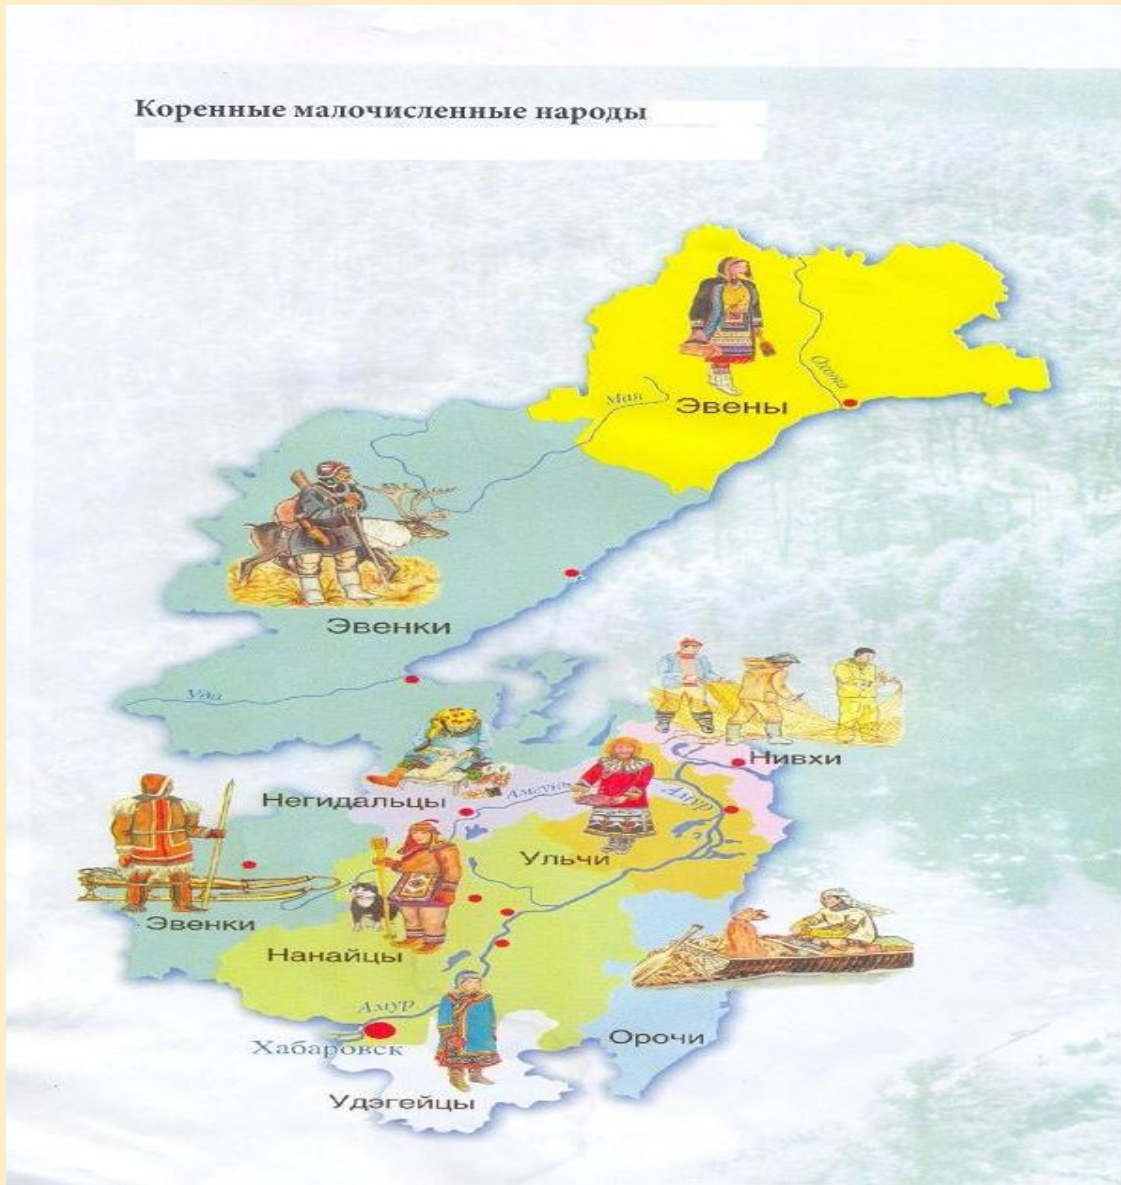 Коренные малочисленные народы
Охота
Мая
Эвены
Эвенки
Уда
Нивхи
Негидальцы
Амгунь
Амур
Ульчи
Эвенки
Нанайцы
Амур
Хабаровск
Орочи
Удэгейцы